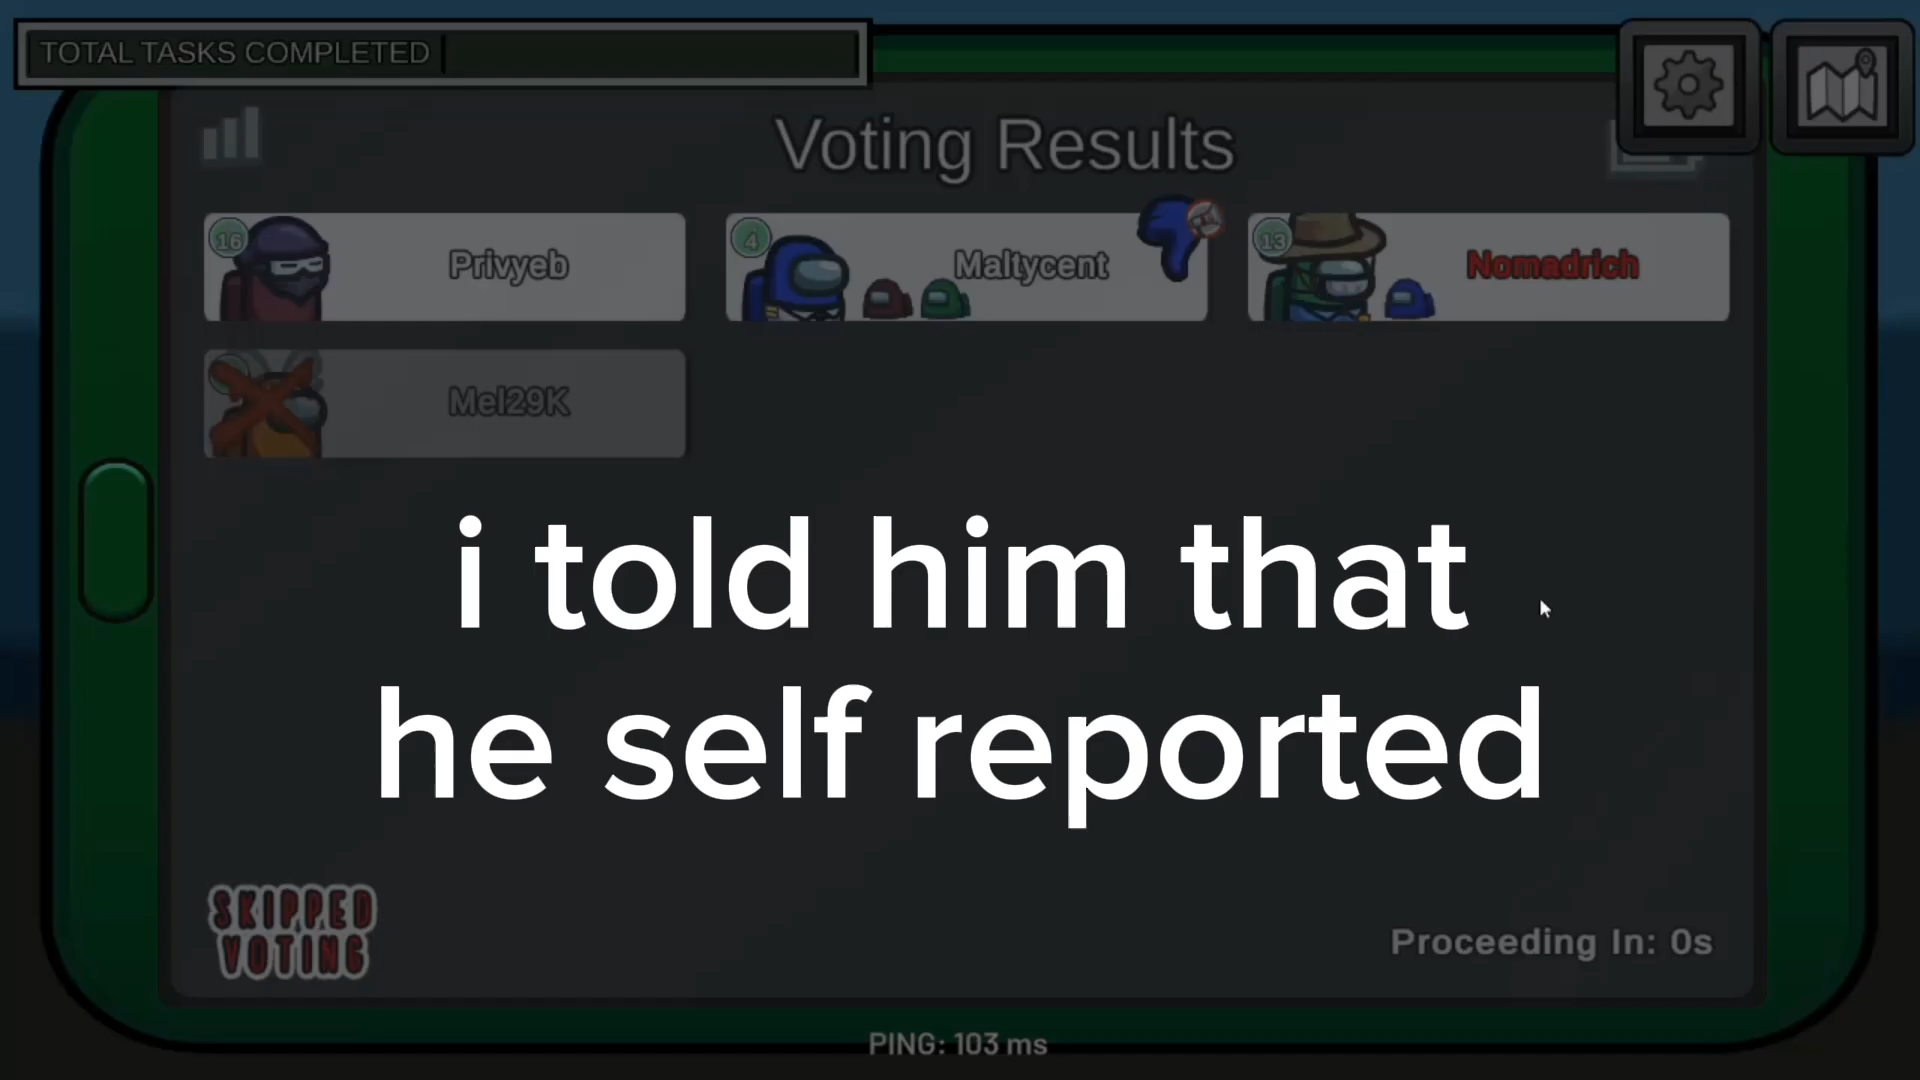 TOTAL TASKS COMPLETED
Voting Results
16
Privyeb
4
Maltycent
13
Nomadrich
Mel29K
i told him that
he self reported
SKIPPED
VOTING
Proceeding In: 0s
PING: 103 ms